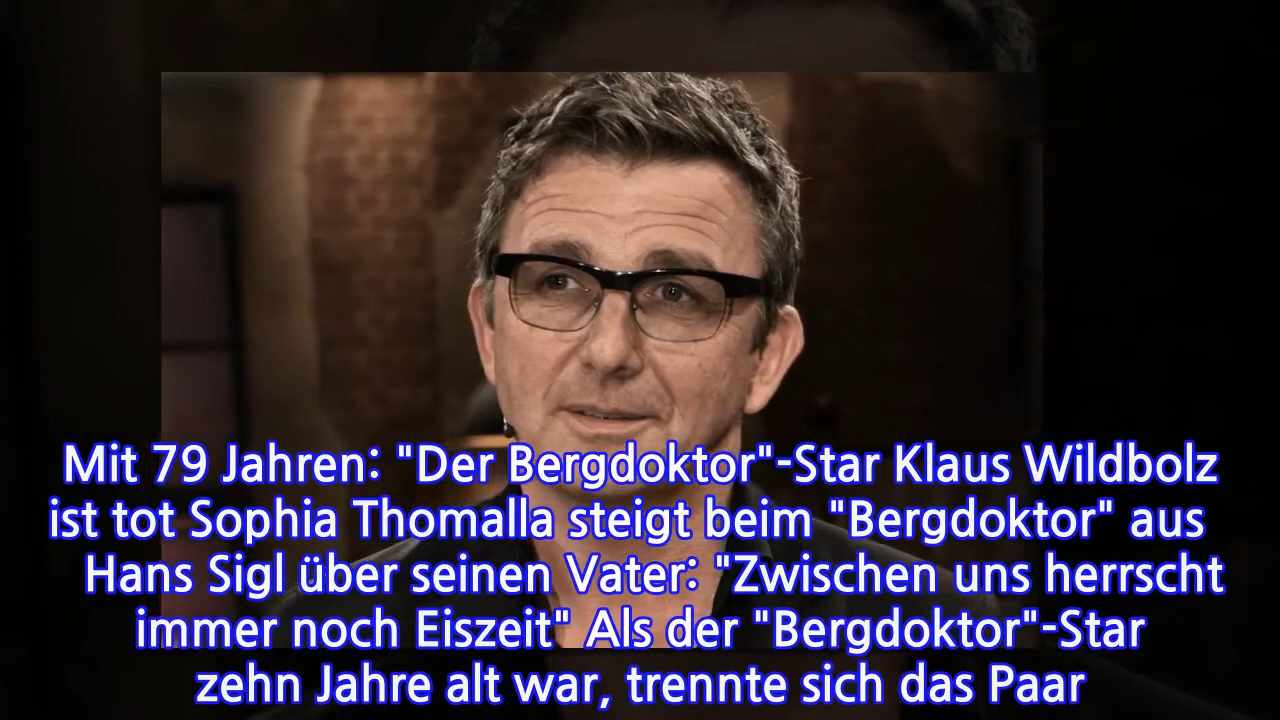 Mit 79 Jahren: "Der Bergdoktor"-Star Klaus Wildbolz
ist tot Sophia Thomalla steigt beim "Bergdoktor" aus
Hans Sigl über seinen Vater: "Zwischen uns herrscht
immer noch Eiszeit" Als der "Bergdoktor"-Star
zehn Jahre alt war, trennte sich das Paar